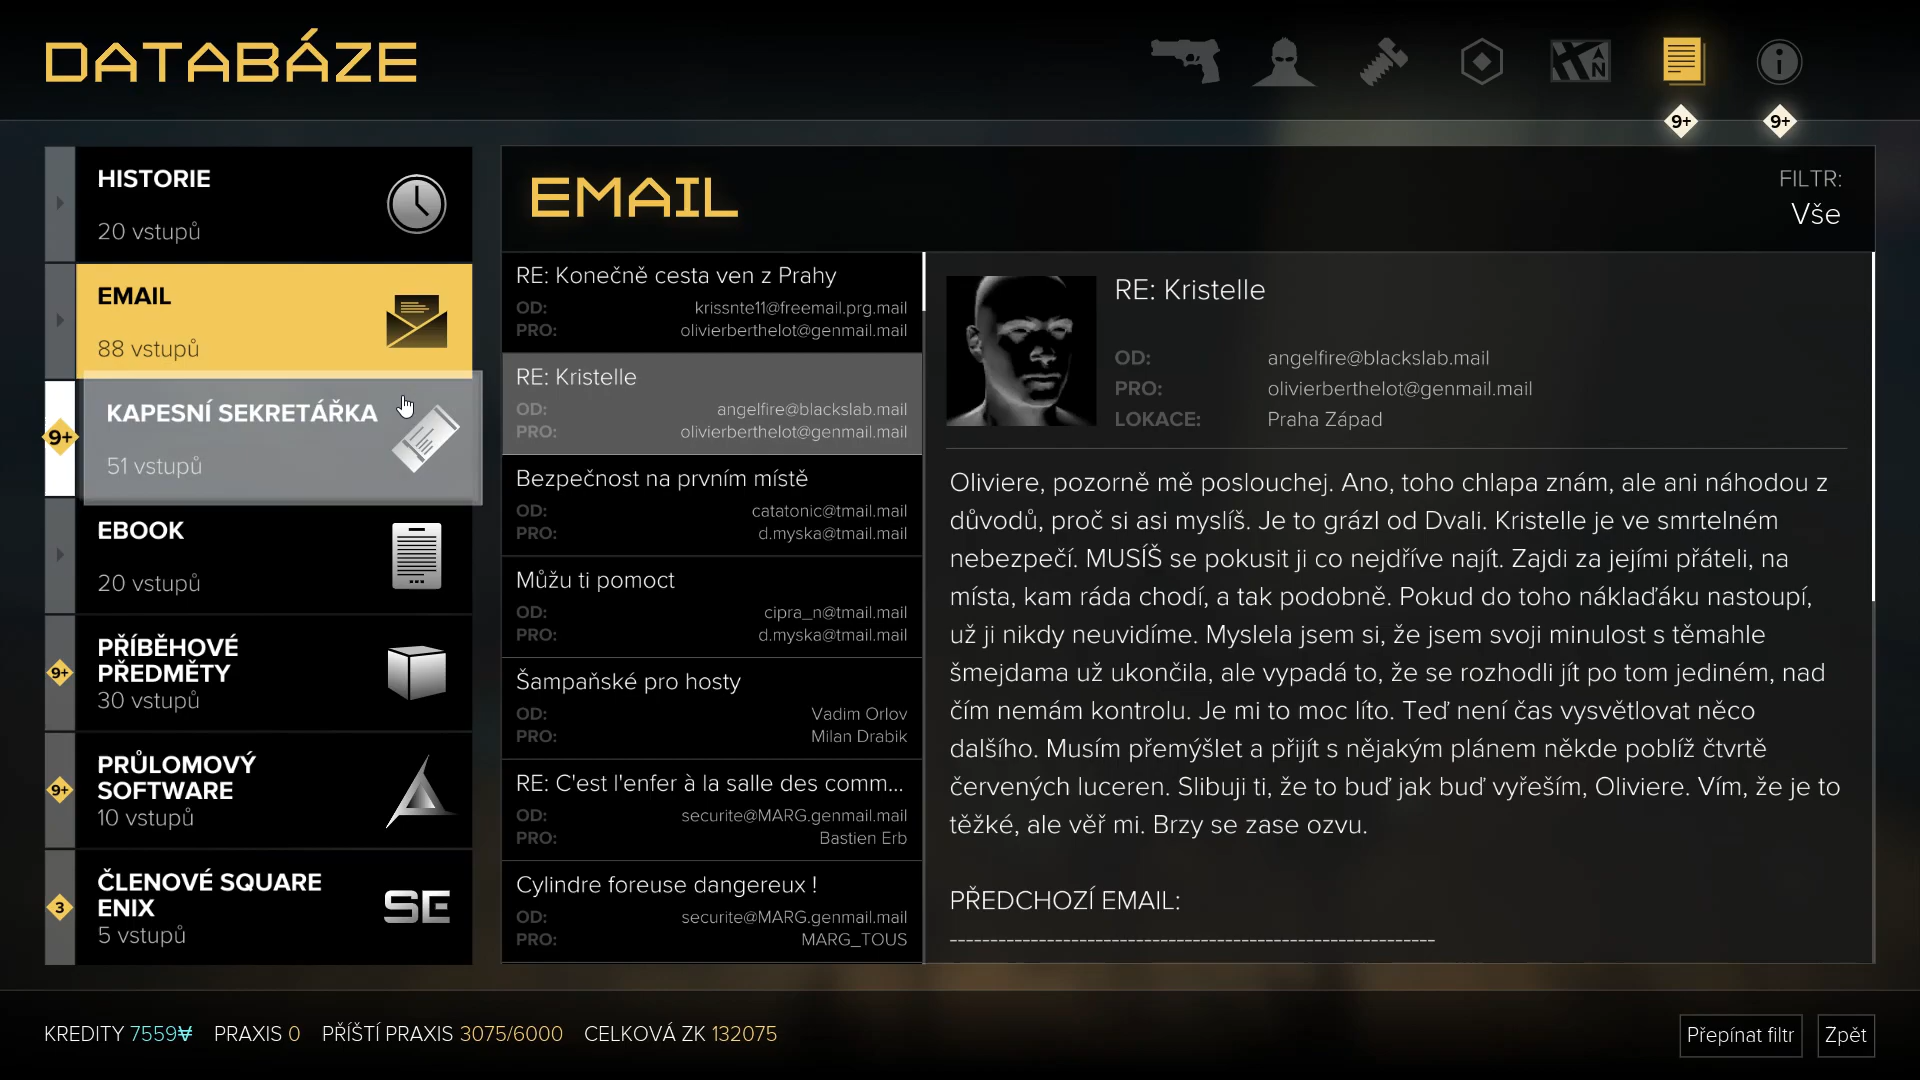 DATABÁZE
N
9+
9+
HISTORIE
20 vstupů
EMAIL
88 vstupů
9+
KAPESNÍ SEKRETÁŘKA
51 vstupů
EBOOK
20 vstupů
9+
PŘÍBĚHOVÉ
PŘEDMĚTY
30 vstupů
9+
PRŮLOMOVÝ
SOFTWARE
10 vstupů
3
ČLENOVÉ SQUARE
ENIX
5 vstupů
SE
EMAIL
FILTR:
Vše
RE: Konečně cesta ven z Prahy
OD: krissnte11@freemail.prg.mail
PRO: olivierberthelot@genmail.mail
RE: Kristelle
OD: angelfire@blackslab.mail
PRO: olivierberthelot@genmail.mail
Bezpečnost na prvním místě
OD: catatonic@tmail.mail
PRO: d.myska@tmail.mail
Můžu ti pomoct
OD: cipra_n@tmail.mail
PRO: d.myska@tmail.mail
Šampaňské pro hosty
OD: Vadim Orlov
PRO: Milan Drabik
RE: C'est l'enfer à la salle des comm...
OD: securite@MARG.genmail.mail
PRO: Bastien Erb
Cylindre foreuse dangereux !
OD: securite@MARG.genmail.mail
PRO: MARG_TOUS
RE: Kristelle
OD: angelfire@blackslab.mail
PRO: olivierberthelot@genmail.mail
LOKACE: Praha Západ
Oliviere, pozorně mě poslouchej. Ano, toho chlapa znám, ale ani náhodou z
důvodů, proč si asi myslíš. Je to grázl od Dvali. Kristelle je ve smrtelném
nebezpečí. MUSÍŠ se pokusit ji co nejdříve najít. Zajdi za jejími přáteli, na
místa, kam ráda chodí, a tak podobně. Pokud do toho náklaďáku nastoupí,
už ji nikdy neuvidíme. Myslela jsem si, že jsem svoji minulost s těmahle
šmejdama už ukončila, ale vypadá to, že se rozhodli jít po tom jediném, nad
čím nemám kontrolu. Je mi to moc líto. Teď není čas vysvětlovat něco
dalšího. Musím přemýšlet a přijít s nějakým plánem někde poblíž čtvrtě
červených luceren. Slibuji ti, že to buď jak buď vyřeším, Oliviere. Vím, že je to
těžké, ale věř mi. Brzy se zase ozvu.
PŘEDCHOZÍ EMAIL:
------------------------------------------------------------
KREDITY 7559 PRAXIS 0 PŘÍŠTÍ PRAXIS 3075/6000 CELKOVÁ ZK 132075
Přepínat filtr
Zpět